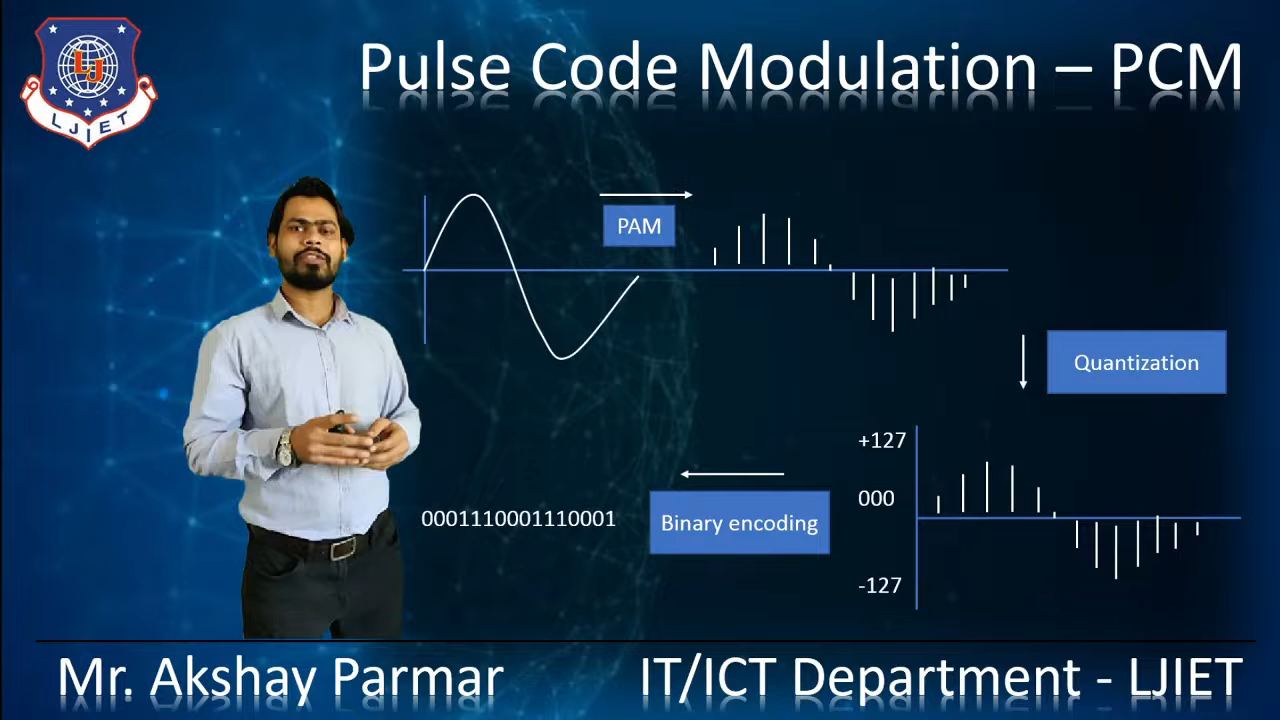 LJ
LJIET
Pulse Code Modulation – PCM
PAM
Quantization
+127
000
-127
Binary encoding
0001110001110001
Mr. Akshay Parmar
IT/ICT Department - LJIET